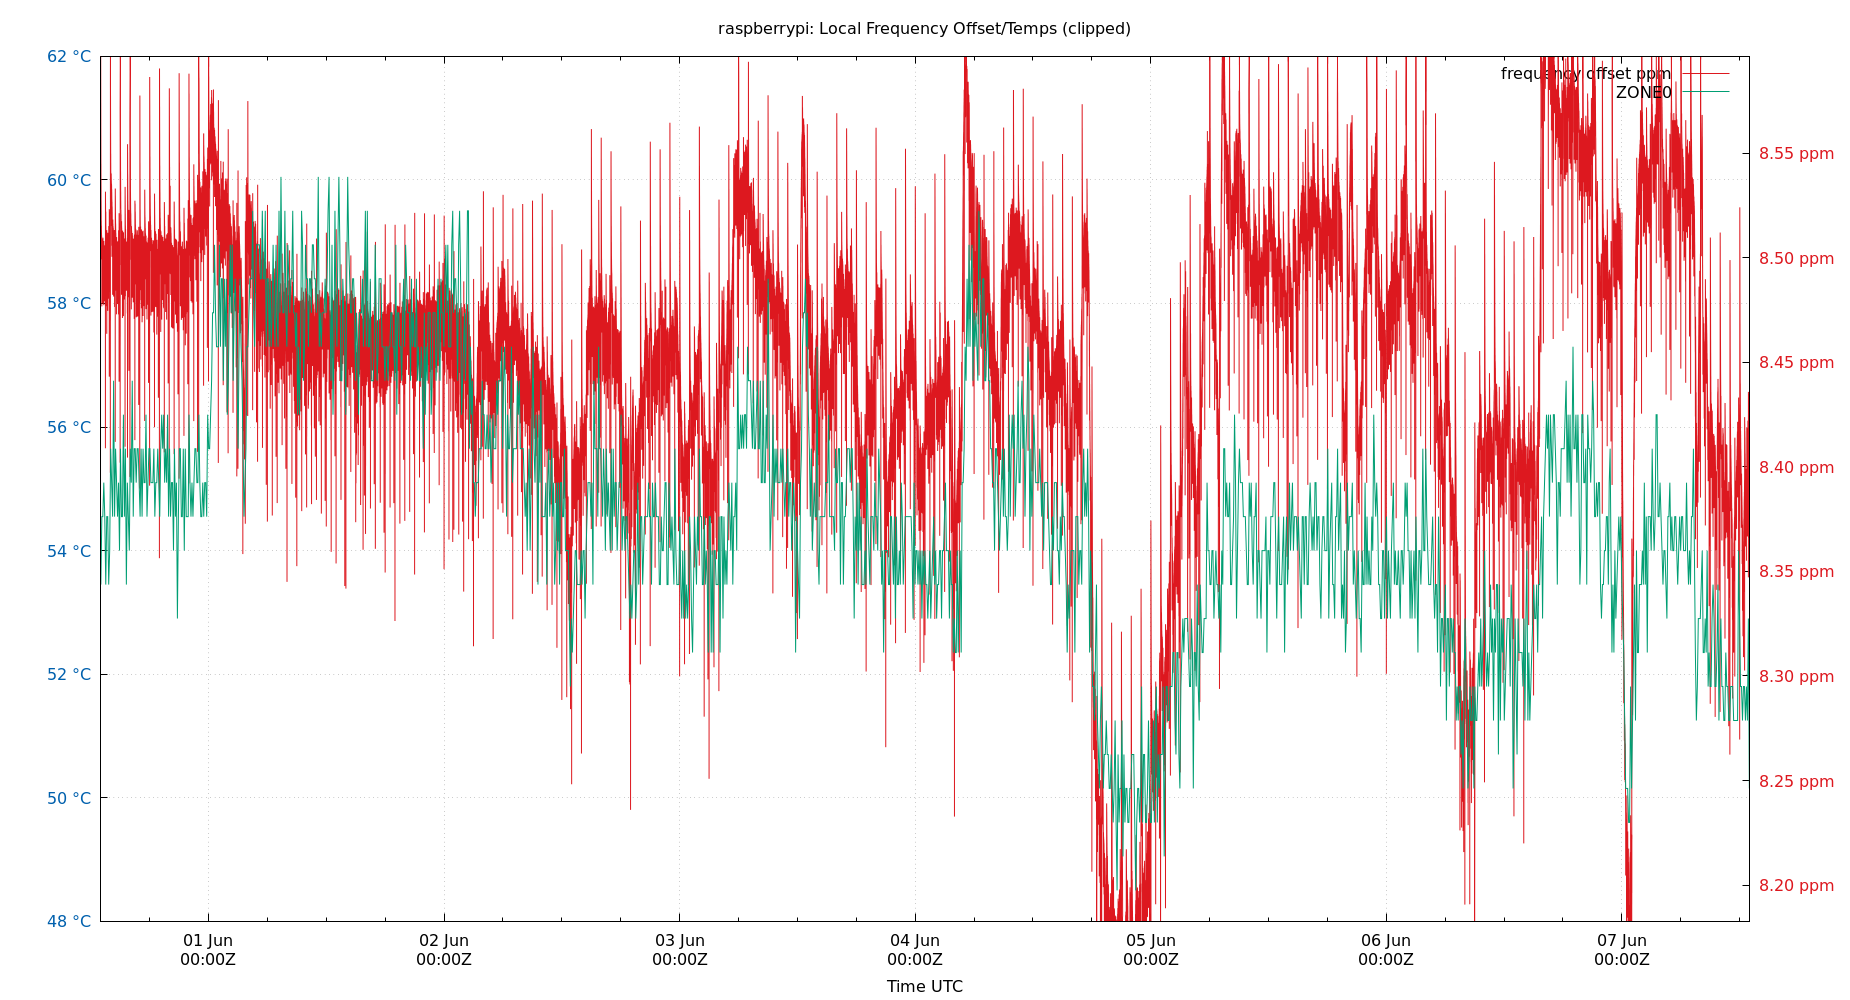 raspberrypi: Local Frequency Offset/Temps (clipped)
62 °C
60 °C
58 °C
56 °C
54 °C
52 °C
50 °C
48 °C
frequency offset ppm
ZONE0
8.55 ppm
8.50 ppm
8.45 ppm
8.40 ppm
8.35 ppm
8.30 ppm
8.25 ppm
8.20 ppm
01 Jun
00:00Z
02 Jun
00:00Z
03 Jun
00:00Z
04 Jun
00:00Z
05 Jun
00:00Z
06 Jun
00:00Z
07 Jun
00:00Z
Time UTC